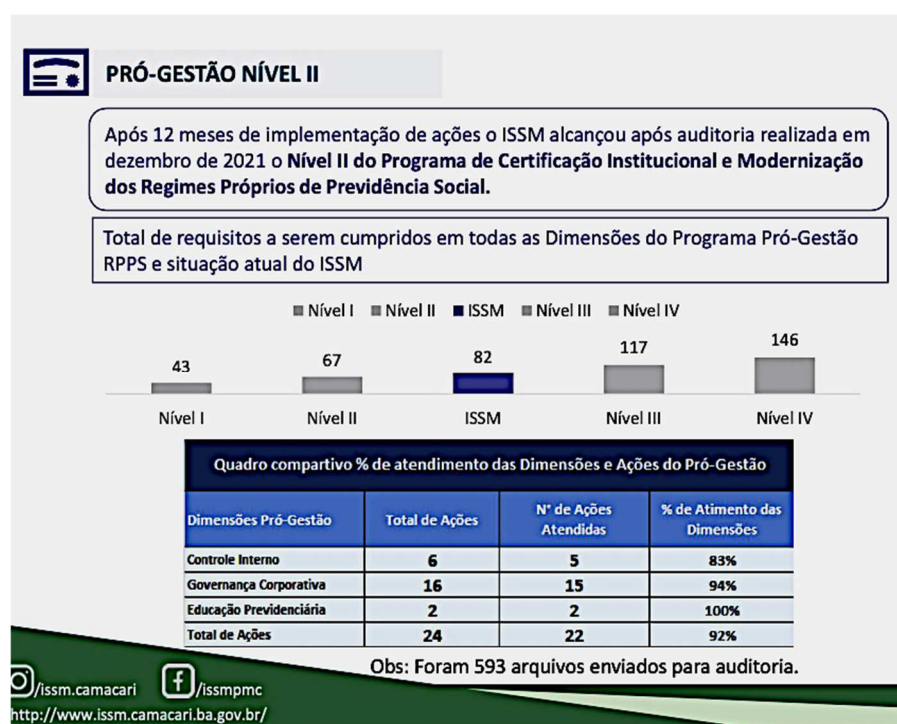 PRÓ-GESTÃO NÍVEL II
Após 12 meses de implementação de ações o ISSM alcançou após auditoria realizada em
dezembro de 2021 o Nível II do Programa de Certificação Institucional e Modernização
dos Regimes Próprios de Previdência Social.
Total de requisitos a serem cumpridos em todas as Dimensões do Programa Pró-Gestão
RPPS e situação atual do ISSM
Nível I Nível II ISSM Nível III Nível IV
43 67 82 117 146
Nível I Nível II ISSM Nível III Nível IV
Quadro compartivo % de atendimento das Dimensões e Ações do Pró-Gestão
Dimensões Pró-Gestão Total de Ações N° de Ações Atendidas % de Atimento das Dimensões
Controle Interno 6 5 83%
Governança Corporativa 16 15 94%
Educação Previdenciária 2 2 100%
Total de Ações 24 22 92%
Obs: Foram 593 arquivos enviados para auditoria.
/issm.camacari /issmpmc
http://www.issm.camacari.ba.gov.br/